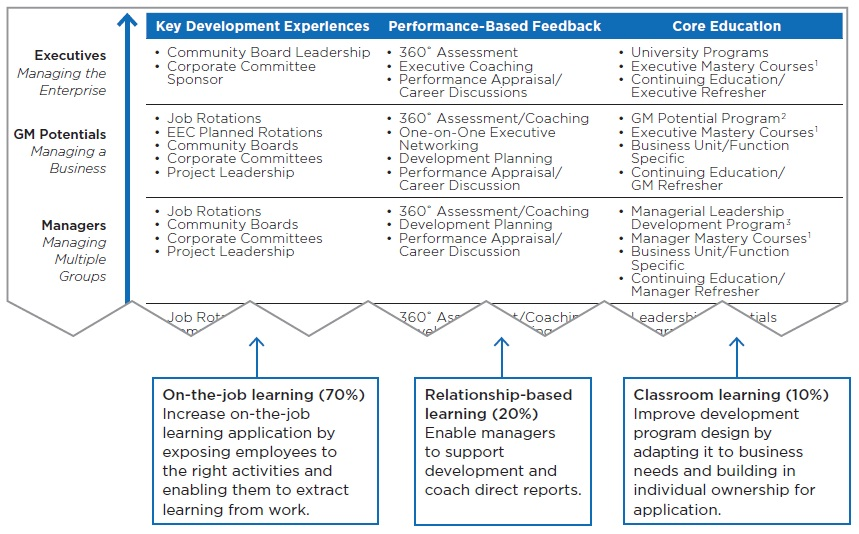 Key Development Experiences
Performance-Based Feedback
Core Education
Executives
Managing the
Enterprise
• Community Board Leadership
• Corporate Committee
Sponsor
• 360˚ Assessment
• Executive Coaching
• Performance Appraisal/
Career Discussions
• University Programs
• Executive Mastery Courses¹
• Continuing Education/
Executive Refresher
GM Potentials
Managing a
Business
• Job Rotations
• EEC Planned Rotations
• Community Boards
• Corporate Committees
• Project Leadership
• 360˚ Assessment/Coaching
• One-on-One Executive
Networking
• Development Planning
• Performance Appraisal/
Career Discussion
• GM Potential Program²
• Executive Mastery Courses¹
• Business Unit/Function
Specific
• Continuing Education/
GM Refresher
Managers
Managing
Multiple
Groups
• Job Rotations
• Community Boards
• Corporate Committees
• Project Leadership
• 360˚ Assessment/Coaching
• Development Planning
• Performance Appraisal/
Career Discussion
• Managerial Leadership
Development Program³
• Manager Mastery Courses¹
• Business Unit/Function
Specific
• Continuing Education/
Manager Refresher
Job
360˚
On-the-job learning (70%)
Increase on-the-job
learning application by
exposing employees to
the right activities and
enabling them to extract
learning from work.
Relationship-based
learning (20%)
Enable managers
to support
development and
coach direct reports.
Classroom learning (10%)
Improve development
program design by
adapting it to business
needs and building in
individual ownership for
application.